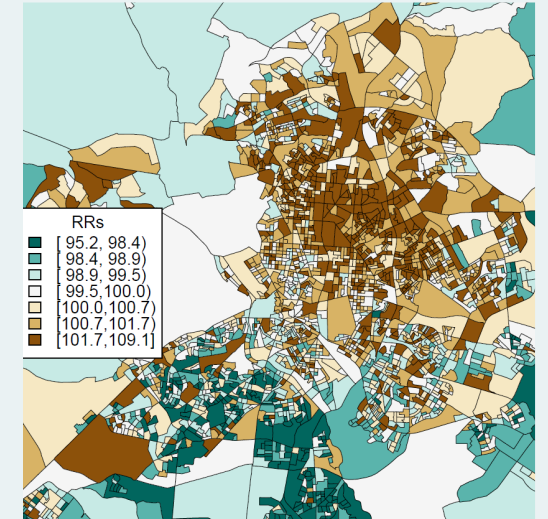 RRs
[ 95.2, 98.4)
[ 98.4, 98.9)
[ 98.9, 99.5)
[ 99.5,100.0)
[100.0,100.7)
[100.7,101.7)
[101.7,109.1]